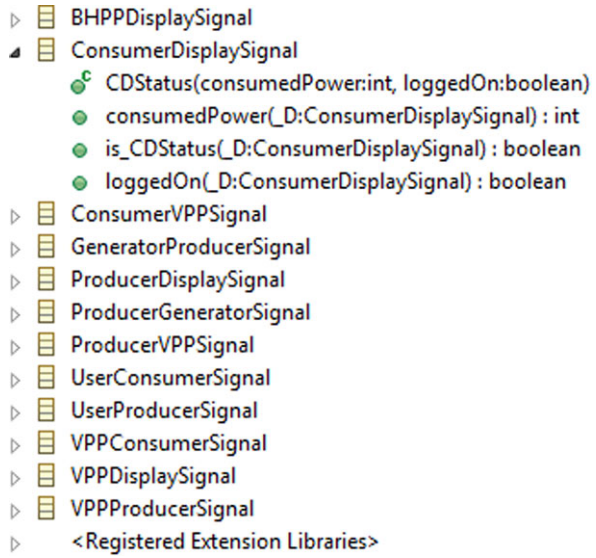 BHPPDisplaySignal
ConsumerDisplaySignal
C CDStatus(consumedPower:int, loggedOn:boolean)
consumedPower(_D:ConsumerDisplaySignal) : int
is_CDStatus(_D:ConsumerDisplaySignal) : boolean
loggedOn(_D:ConsumerDisplaySignal) : boolean
ConsumerVPPSignal
GeneratorProducerSignal
ProducerDisplaySignal
ProducerGeneratorSignal
ProducerVPPSignal
UserConsumerSignal
UserProducerSignal
VPPConsumerSignal
VPPDisplaySignal
VPPProducerSignal
<Registered Extension Libraries>